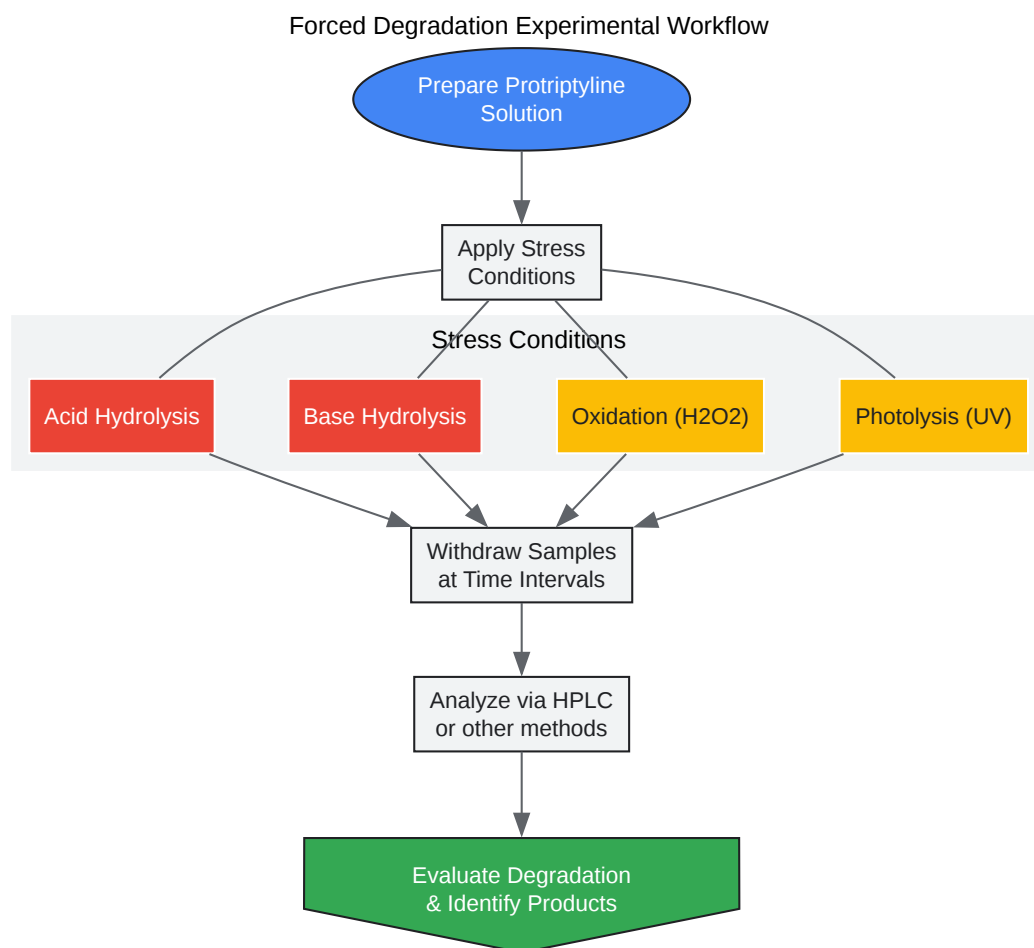 Forced Degradation Experimental Workflow
Prepare Protriptyline
Solution
Apply Stress
Conditions
Stress Conditions
Acid Hydrolysis
Base Hydrolysis
Oxidation (H2O2)
Photolysis (UV)
Withdraw Samples
at Time Intervals
Analyze via HPLC
or other methods
Evaluate Degradation
& Identify Products